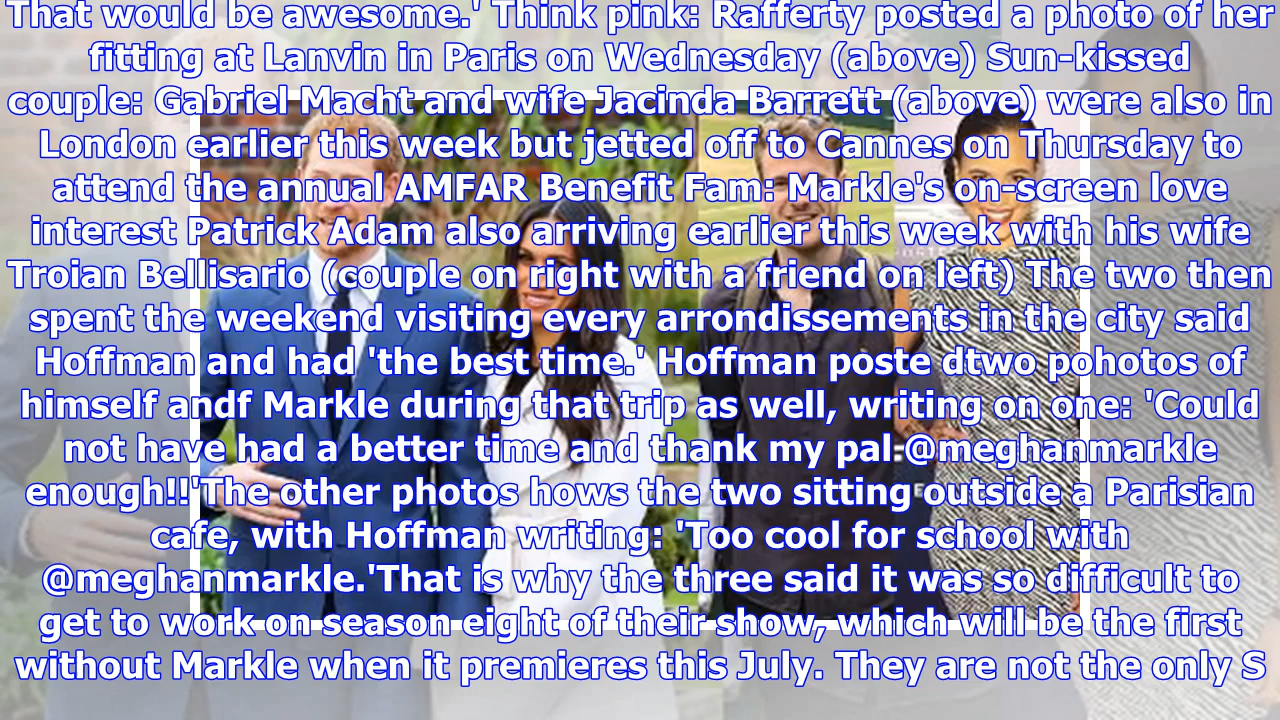 That would be awesome.' Think pink: Rafferty posted a photo of her
fitting at Lanvin in Paris on Wednesday (above) Sun-kissed
couple: Gabriel Macht and wife Jacinda Barrett (above) were also in
London earlier this week but jetted off to Cannes on Thursday to
attend the annual AMFAR Benefit Fam: Markle's on-screen love
interest Patrick Adam also arriving earlier this week with his wife
Troian Bellisario (couple on right with a friend on left) The two then
spent the weekend visiting every arrondissements in the city said
Hoffman and had 'the best time.' Hoffman poste dtwo pohotos of
himself andf Markle during that trip as well, writing on one: 'Could
not have had a better time and thank my pal @meghanmarkle
enough!!'The other photos hows the two sitting outside a Parisian
cafe, with Hoffman writing: 'Too cool for school with
@meghanmarkle.'That is why the three said it was so difficult to
get to work on season eight of their show, which will be the first
without Markle when it premieres this July. They are not the only S